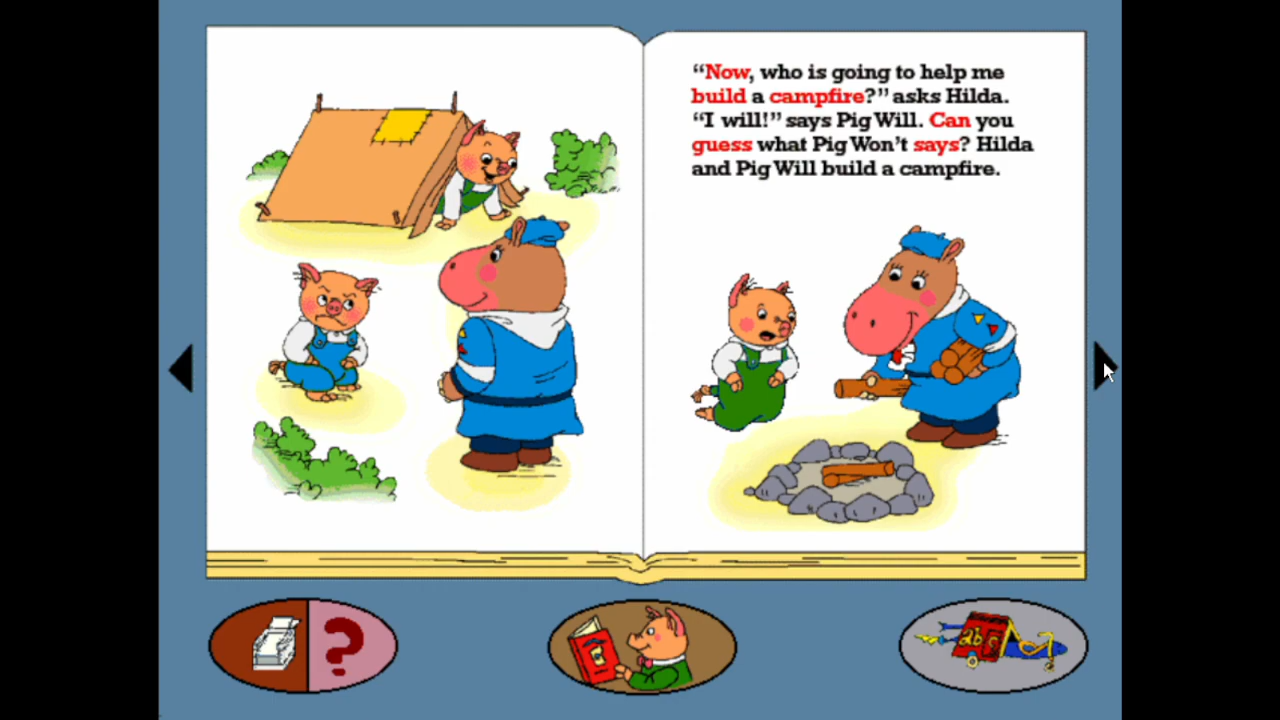 “Now, who is going to help me
build a campfire?” asks Hilda.
“I will!” says Pig Will. Can you
guess what Pig Won’t says? Hilda
and Pig Will build a campfire.
?
abc